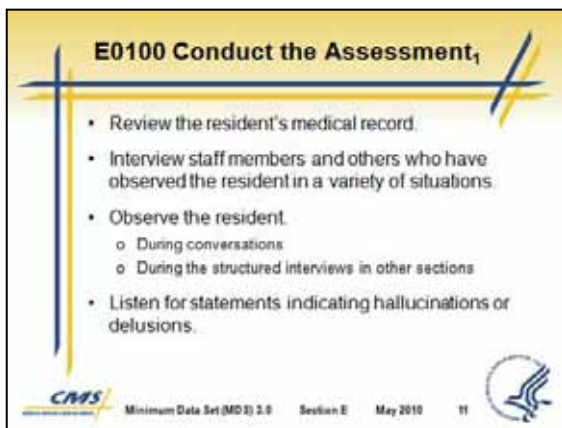 E0100 Conduct the Assessment1
• Review the resident's medical record.
• Interview staff members and others who have
observed the resident in a variety of situations.
• Observe the resident.
o During conversations
o During the structured interviews in other sections
• Listen for statements indicating hallucinations or
delusions.
CMS
Minimum Data Set (MDS) 3.0 Section E May 2010 11